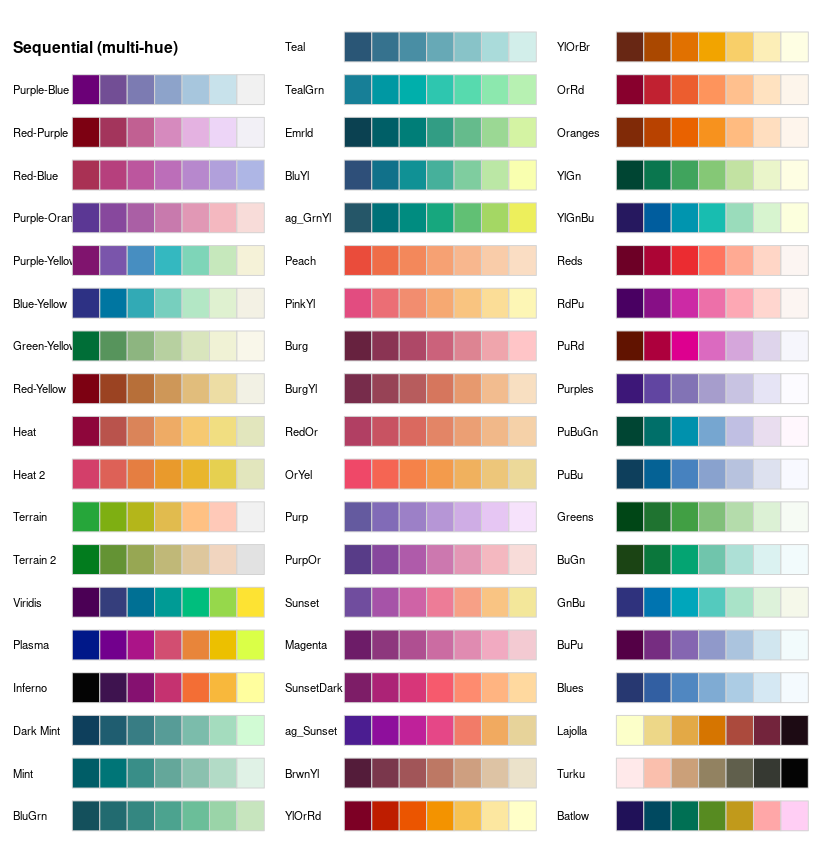 Sequential (multi-hue)
Purple-Blue
Red-Purple
Red-Blue
Purple-Oran
Purple-Yellow
Blue-Yellow
Green-Yellow
Red-Yellow
Heat
Heat 2
Terrain
Terrain 2
Viridis
Plasma
Inferno
Dark Mint
Mint
BluGrn
Teal
TealGrn
Emrld
BluYl
ag_GrnYl
Peach
PinkYl
Burg
BurgYl
RedOr
OrYel
Purp
PurpOr
Sunset
Magenta
SunsetDark
ag_Sunset
BrwnYl
YlOrRd
YlOrBr
OrRd
Oranges
YlGn
YlGnBu
Reds
RdPu
PuRd
Purples
PuBuGn
PuBu
Greens
BuGn
GnBu
BuPu
Blues
Lajolla
Turku
Batlow